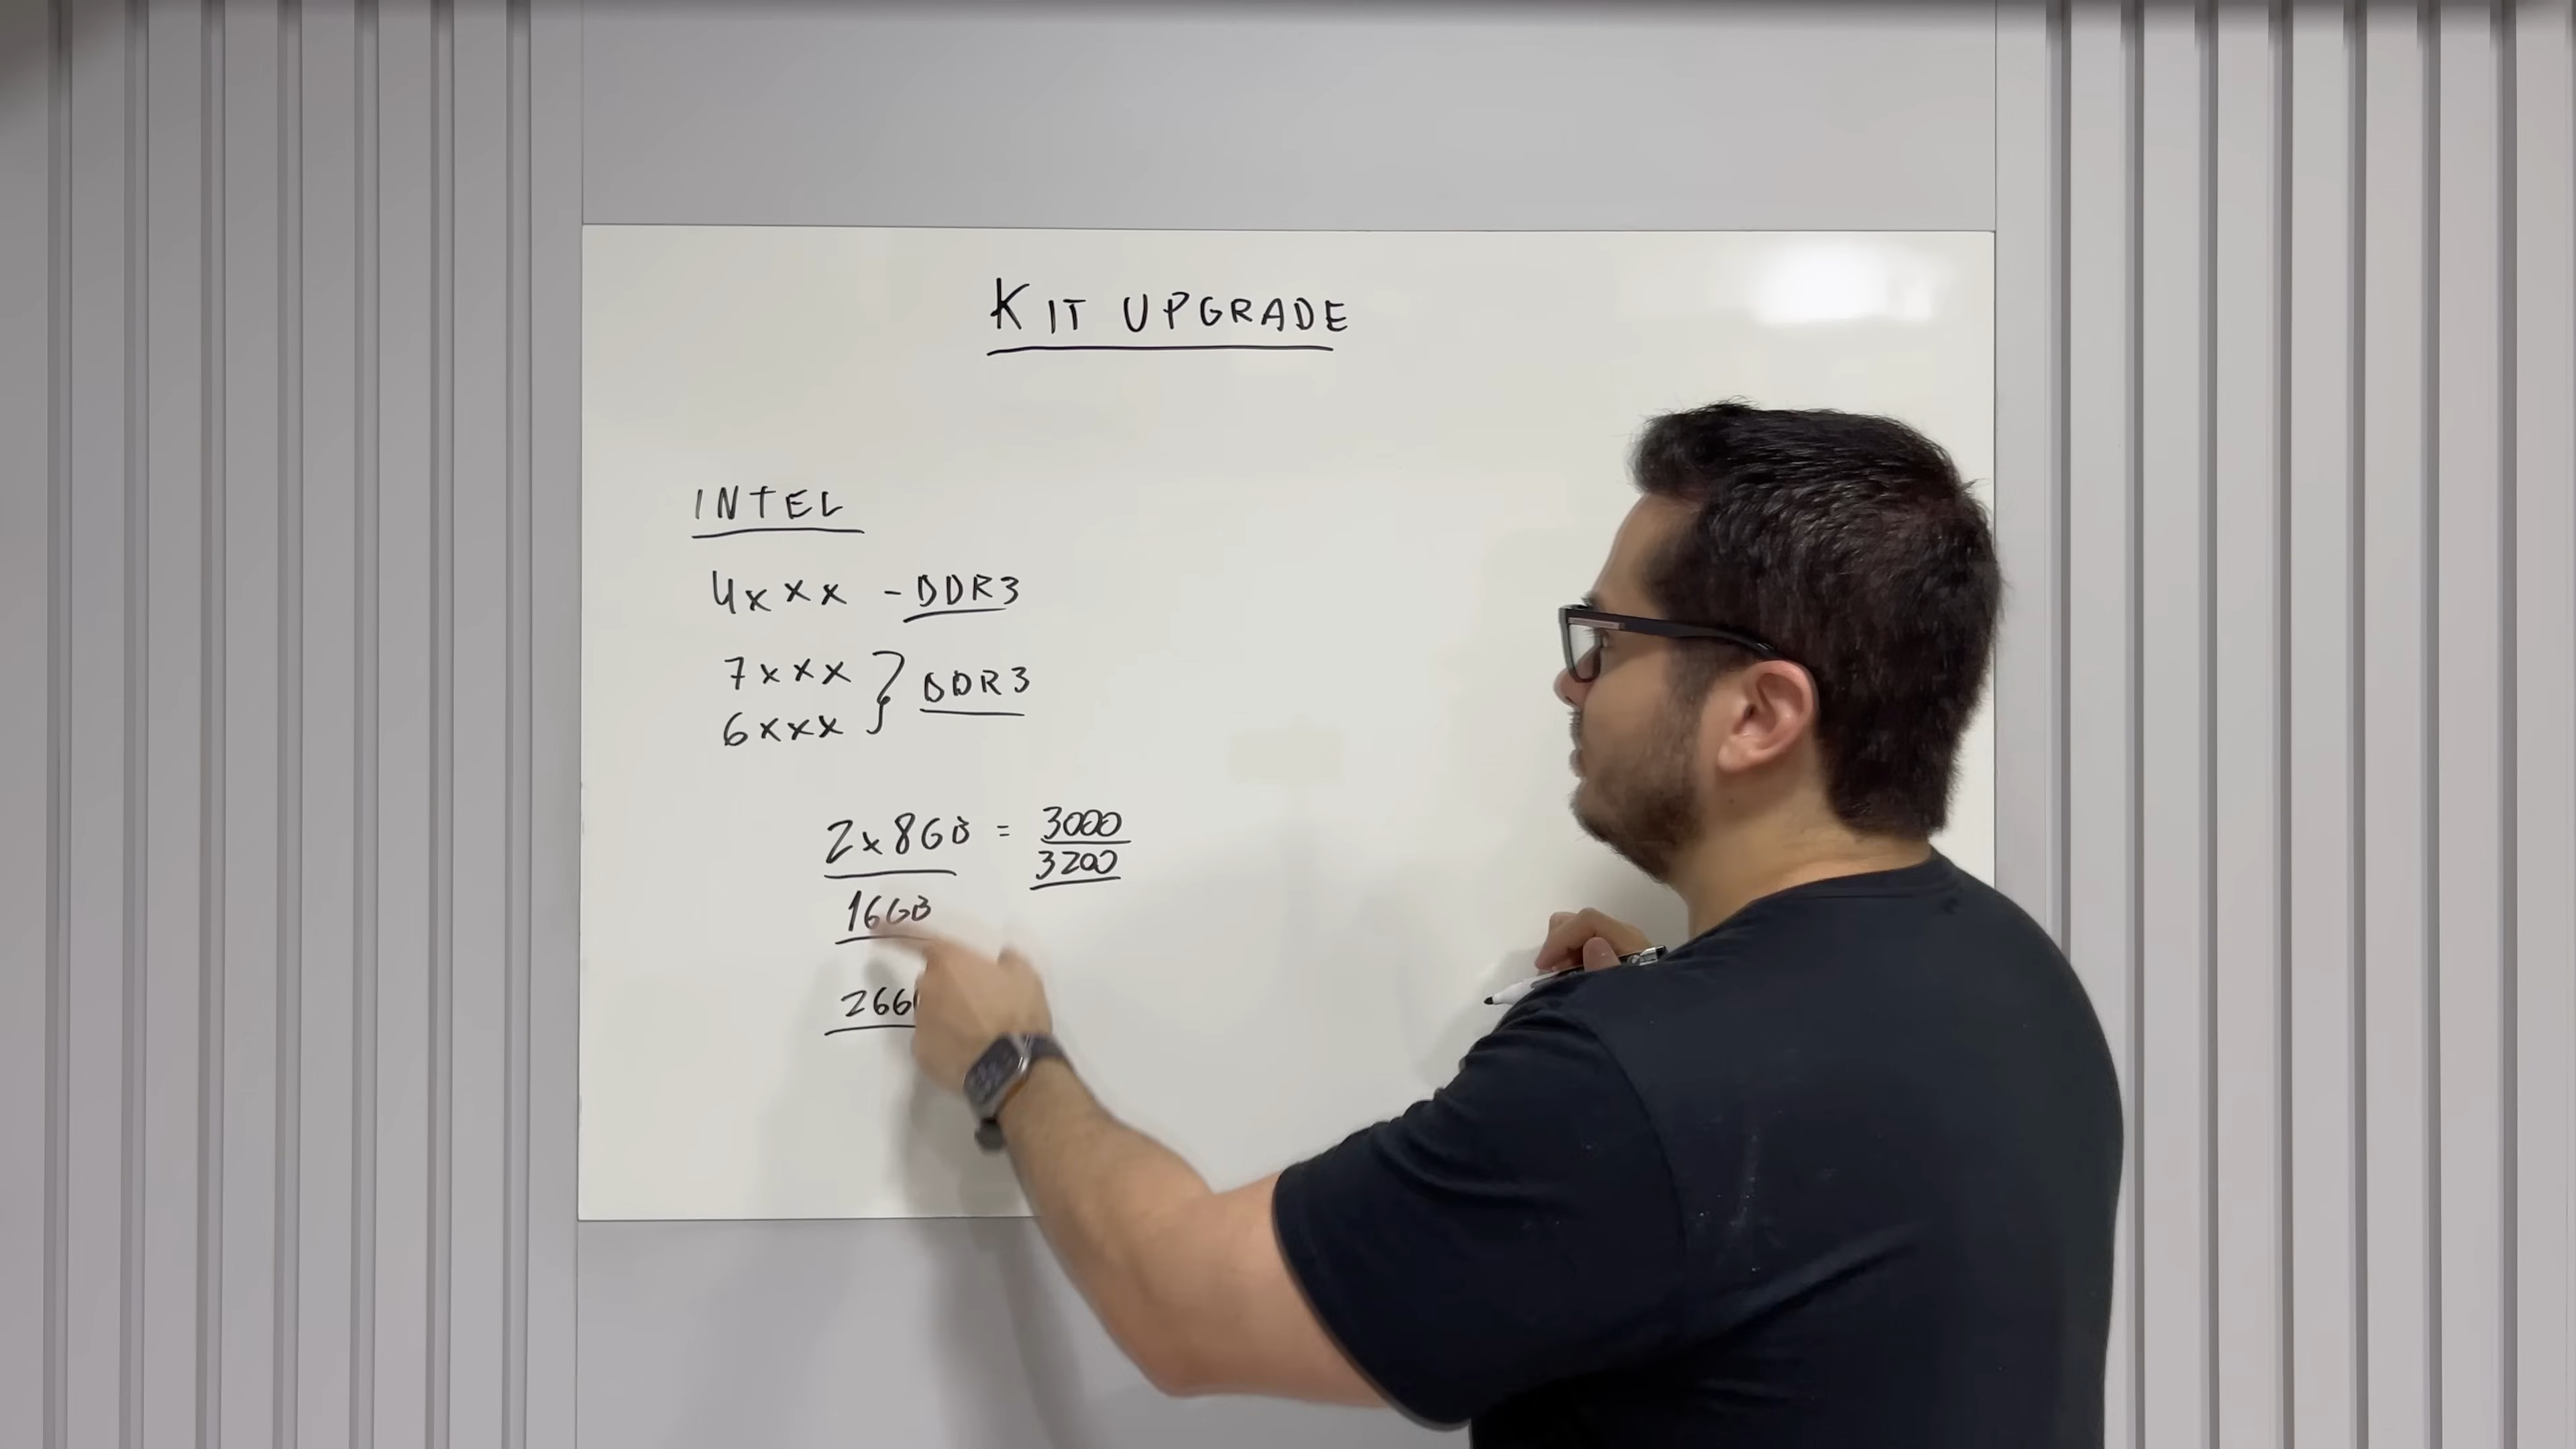 KIT UPGRADE
INTEL
4xxx - DDR3
7xxx } DDR3
6xxx
2x8GB = 3000
3200
16GB